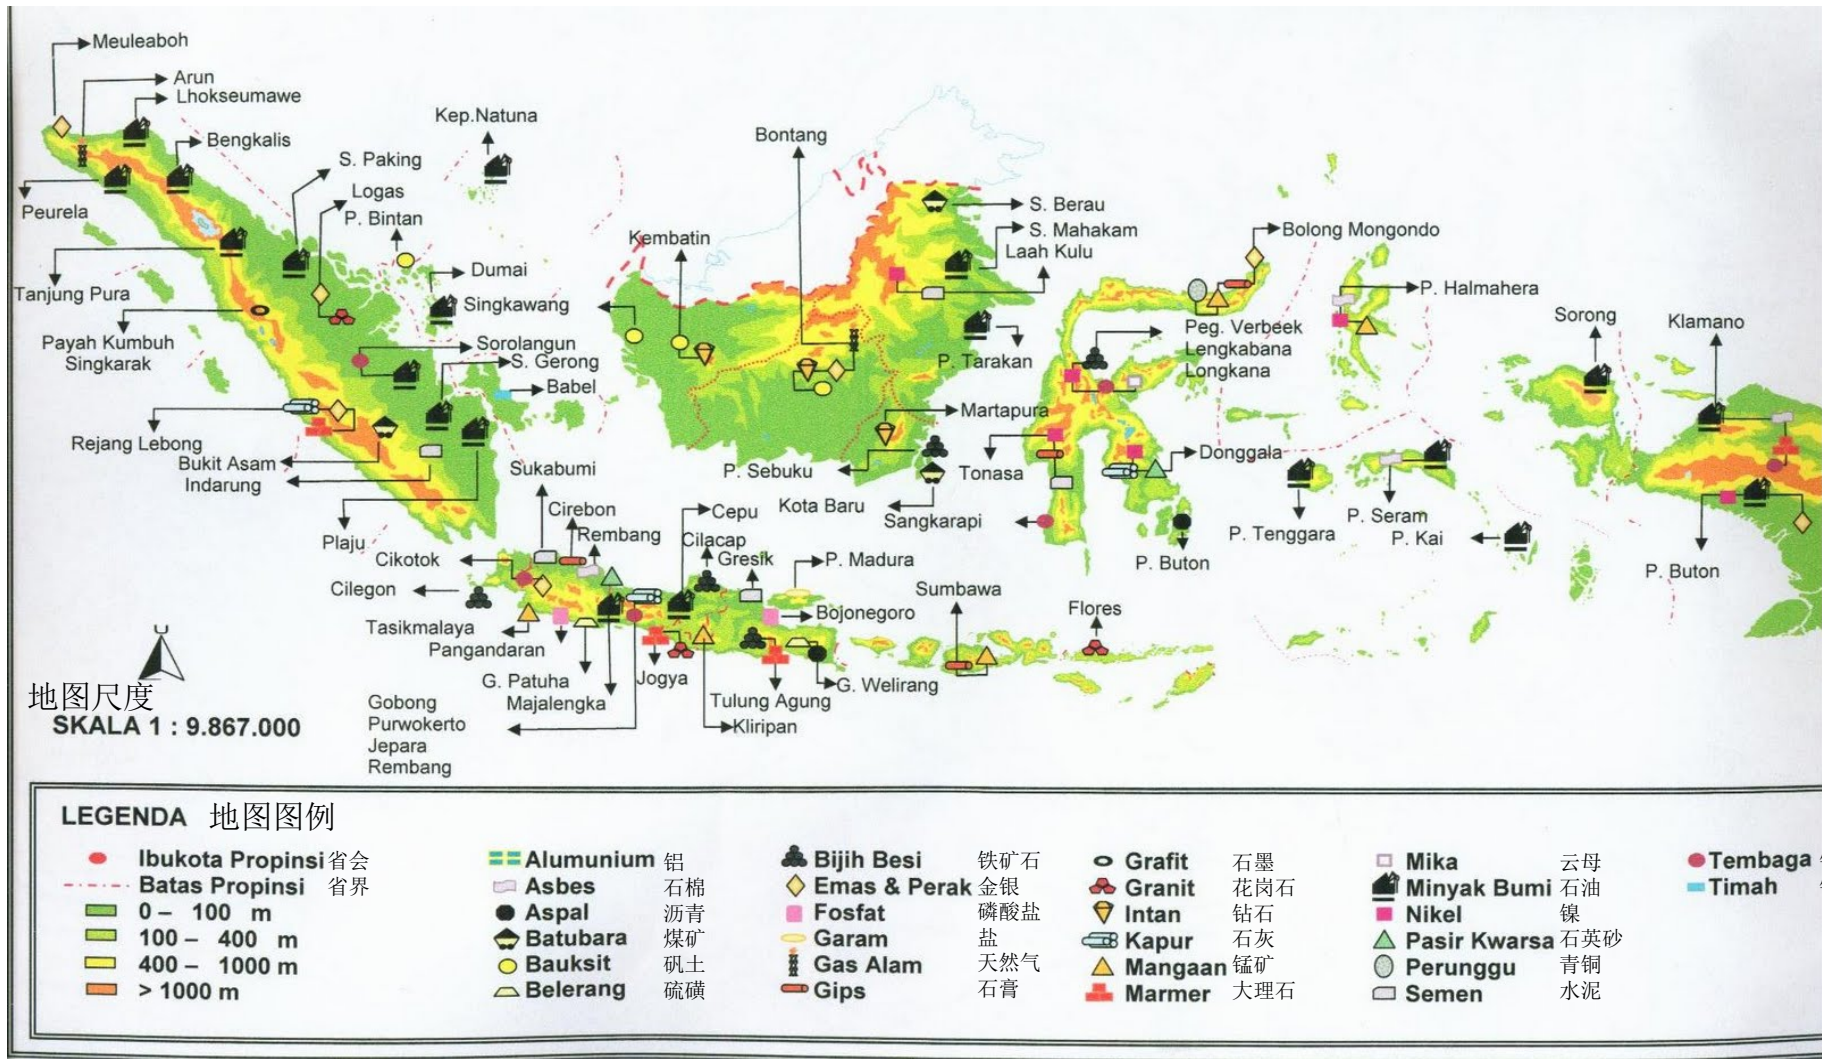 Meuleaboh
Arun
Lhokseumawe
Bengkalis
Kep.Natuna
Bontang
S. Paking
Logas
P. Bintan
Peurela
Kembatin
S. Berau
S. Mahakam
Laah Kulu
Bolong Mongondo
Dumai
Singkawang
Tanjung Pura
P. Halmahera
Sorong
Klamano
Payah Kumbuh
Singkarak
Sorolangun
S. Gerong
Babel
P. Tarakan
Peg. Verbeek
Lengkabana
Longkana
Martapura
Rejang Lebong
Bukit Asam
Indarung
Sukabumi
P. Sebuku
Tonasa
Donggala
Kota Baru
Sangkarapi
Plaju
Cirebon
Rembang
Cepu
Cilacap
Gresik
P. Madura
P. Buton
P. Tenggara
P. Seram
P. Kai
P. Buton
Cikotok
Cilegon
Sumbawa
Flores
Bojonegoro
Tasikmalaya
Pangandaran
G. Patuha
Majalengka
Jogya
Tulung Agung
G. Welirang
Kliripan
Gobong
Purwokerto
Jepara
Rembang
地图尺度
SKALA 1 : 9.867.000
LEGENDA 地图图例
Ibukota Propinsi 省会
Batas Propinsi 省界
0 – 100 m
100 – 400 m
400 – 1000 m
> 1000 m
Alumunium 铝
Asbes 石棉
Aspal 沥青
Batubara 煤矿
Bauksit 矾土
Belerang 硫磺
Bijih Besi 铁矿石
Emas & Perak 金银
Fosfat 磷酸盐
Garam 盐
Gas Alam 天然气
Gips 石膏
Grafit 石墨
Granit 花岗石
Intan 钻石
Kapur 石灰
Mangaan 锰矿
Marmer 大理石
Mika 云母
Minyak Bumi 石油
Nikel 镍
Pasir Kwarsa 石英砂
Perunggu 青铜
Semen 水泥
Tembaga
Timah